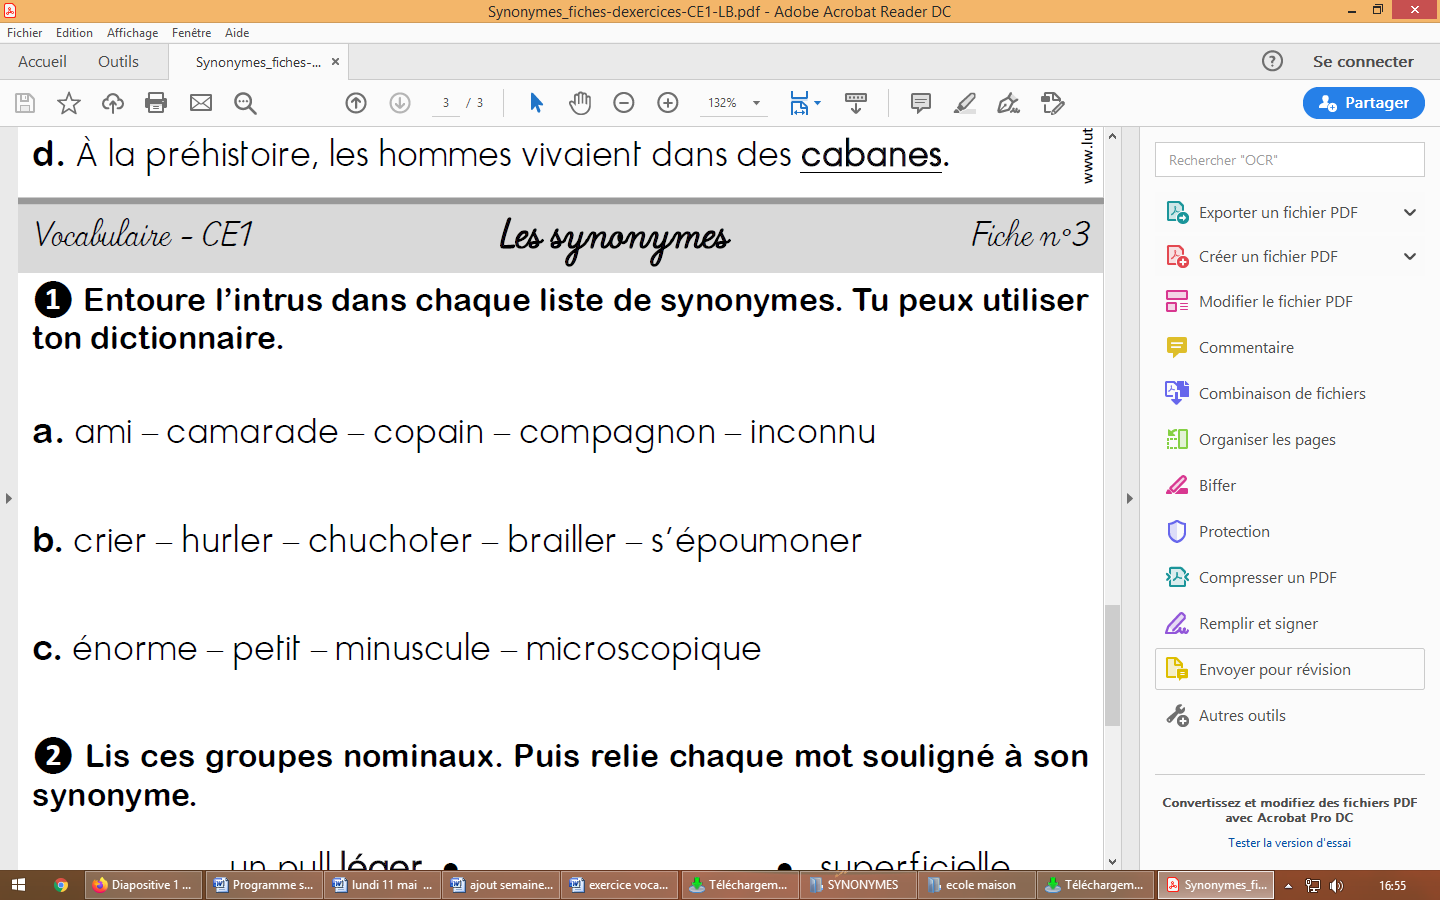 Synonymes_fiches-dexercices-CE1-LB.pdf - Adobe Acrobat Reader DC
Fichier Edition Affichage Fenêtre Aide
Accueil Outils Synonymes_fiches-... × Se connecter
3 / 3 132% Partager
d. À la préhistoire, les hommes vivaient dans des cabanes.
www.lut
Vocabulaire - CE1 Les synonymes Fiche n°3
1 Entoure l’intrus dans chaque liste de synonymes. Tu peux utiliser
ton dictionnaire.
a. ami – camarade – copain – compagnon – inconnu
b. crier – hurler – chuchoter – brailler – s’époumoner
c. énorme – petit – minuscule – microscopique
2 Lis ces groupes nominaux. Puis relie chaque mot souligné à son
synonyme.
un pull léger • • superficielle
Rechercher "OCR"
Exporter un fichier PDF
Créer un fichier PDF
Modifier le fichier PDF
Commentaire
Combinaison de fichiers
Organiser les pages
Biffer
Protection
Compresser un PDF
Remplir et signer
Envoyer pour révision
Autres outils
Convertissez et modifiez des fichiers PDF
avec Acrobat Pro DC
Tester la version d'essai
Diapositive 1 ... Programme s... lundi 11 mai ... ajout semaine... exercice voca... Téléchargem... SYNONYMES ecole maison Téléchargem... Synonymes_fi... 16:55